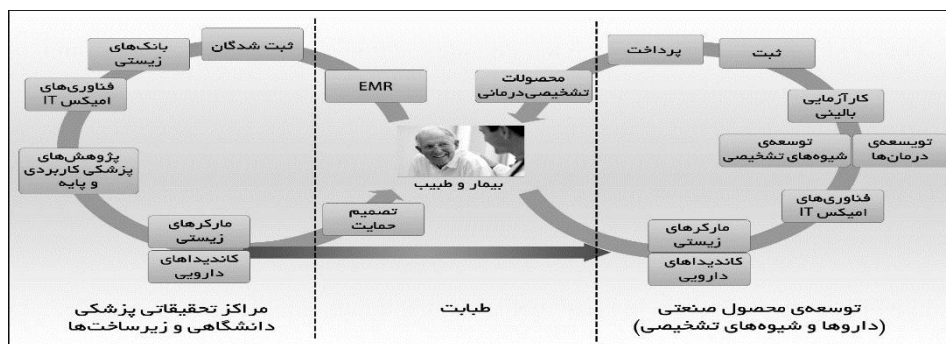 ثبت
پرداخت
محصولات
تشخیصی‌درمانی
کارآزمایی
بالینی
توسعه‌ی
شیوه‌های تشخیصی
تویسعه‌ی
درمان‌ها
فناوری‌های
امیکس IT
مارکرهای
زیستی
کاندیداهای
دارویی
توسعه‌ی محصول صنعتی
(داروها و شیوه‌های تشخیصی)
EMR
بیمار و طبیب
تصمیم
حمایت
طبابت
ثبت شدگان
بانک‌های
زیستی
فناوری‌های
امیکس IT
پژوهش‌های
پزشکی کاربردی
و پایه
مارکرهای
زیستی
کاندیداهای
دارویی
مراکز تحقیقاتی پزشکی
دانشگاهی و زیرساخت‌ها